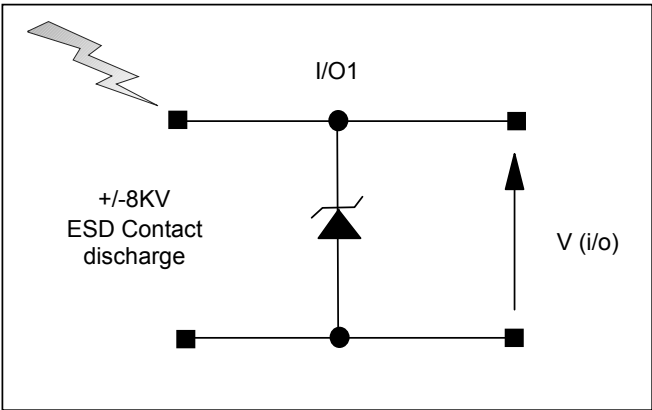 I/O1
+/-8KV
ESD Contact
discharge
V (i/o)